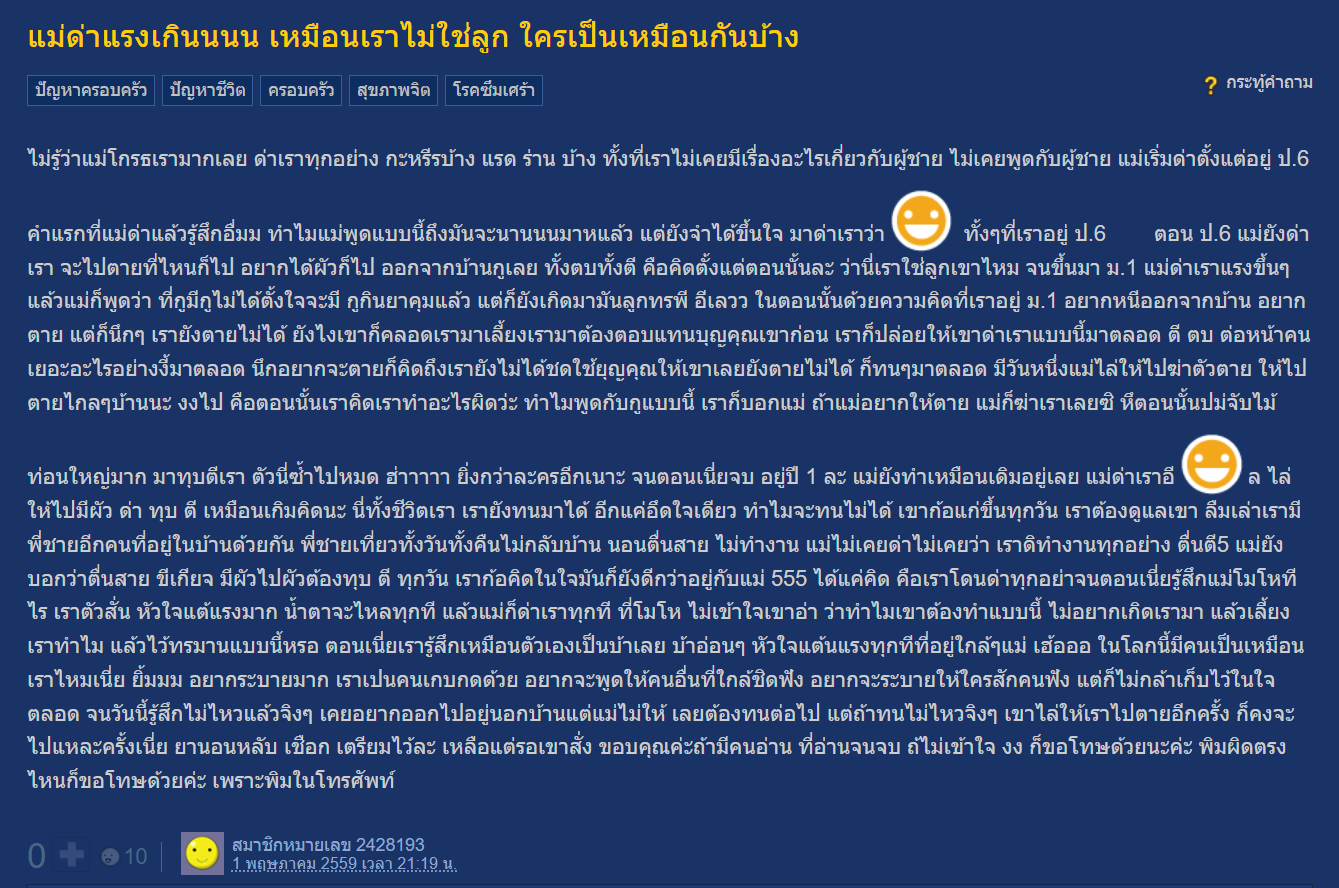 แม่ด่าแรงเกินนนน เหมือนเราไม่ใช่ลูก ใครเป็นเหมือนกันบ้าง
ปัญหาครอบครัว ปัญหาชีวิต ครอบครัว สุขภาพจิต โรคซึมเศร้า
? กระทู้คำถาม
ไม่รู้ว่าแม่โกรธเรามากเลย ด่าเราทุกอย่าง กะหรีรบ้าง แรด ร่าน บ้าง ทั้งที่เราไม่เคยมีเรื่องอะไรเกี่ยวกับผู้ชาย ไม่เคยพูดกับผู้ชาย แม่เริ่มด่าตั้งแต่อยู่ ป.6
คำแรกที่แม่ด่าแล้วรู้สึกอึ่มม ทำไมแม่พูดแบบนี้ถึงมันจะนานนนมาหแล้ว แต่ยังจำได้ขึ้นใจ มาด่าเราว่า ทั้งๆที่เราอยู่ ป.6 ตอน ป.6 แม่ยังด่า
เรา จะไปตายที่ไหนก็ไป อยากได้ผัวก็ไป ออกจากบ้านกูเลย ทั้งตบทั้งตี คือคิดตั้งแต่ตอนนั้นละ ว่านี่เราใช่ลูกเขาไหม จนขึ้นมา ม.1 แม่ด่าเราแรงขึ้นๆ
แล้วแม่ก็พูดว่า ที่กูมีกูไม่ได้ตั้งใจจะมี กูกินยาคุมแล้ว แต่ก็ยังเกิดมามันลูกทรพี อีเลวว ในตอนนั้นด้วยความคิดที่เราอยู่ ม.1 อยากหนีออกจากบ้าน อยาก
ตาย แต่ก็นึกๆ เรายังตายไม่ได้ ยังไงเขาก็คลอดเรามาเลี้ยงเรามาต้องตอบแทนบุญคุณเขาก่อน เราก็ปล่อยให้เขาด่าเราแบบนี้มาตลอด ตี ตบ ต่อหน้าคน
เยอะอะไรอย่างงี้มาตลอด นึกอยากจะตายก็คิดถึงเรายังไม่ได้ชดใช้ยุญคุณให้เขาเลยยังตายไม่ได้ ก็ทนๆมาตลอด มีวันหนึ่งแม่ไล่ให้ไปฆ่าตัวตาย ให้ไป
ตายไกลๆบ้านนะ งงไป คือตอนนั้นเราคิดเราทำอะไรผิดว่ะ ทำไมพูดกับกูแบบนี้ เราก็บอกแม่ ถ้าแม่อยากให้ตาย แม่ก็ฆ่าเราเลยซิ หึตอนนั้นปม่จับไม้
ท่อนใหญ่มาก มาทุบตีเรา ตัวนี่ซ้ำไปหมด ฮ่าาาาา ยิ่งกว่าละครอีกเนาะ จนตอนเนี่ยจบ อยู่ปี 1 ละ แม่ยังทำเหมือนเดิมอยู่เลย แม่ด่าเราอี ล ไล่
ให้ไปมีผัว ด่า ทุบ ตี เหมือนเกิมคิดนะ นี่ทั้งชีวิตเรา เรายังทนมาได้ อีกแค่อึดใจเดียว ทำไมจะทนไม่ได้ เขาก้อแก่ขึ้นทุกวัน เราต้องดูแลเขา ลืมเล่าเรามี
พี่ชายอีกคนที่อยู่ในบ้านด้วยกัน พี่ชายเที่ยวทั้งวันทั้งคืนไม่กลับบ้าน นอนตื่นสาย ไม่ทำงาน แม่ไม่เคยด่าไม่เคยว่า เราดิทำงานทุกอย่าง ตื่นตี5 แม่ยัง
บอกว่าตื่นสาย ขีเกียจ มีผัวไปผัวต้องทุบ ตี ทุกวัน เราก้อคิดในใจมันก็ยังดีกว่าอยู่กับแม่ 555 ได้แค่คิด คือเราโดนด่าทุกอย่าจนตอนเนี่ยรู้สึกแม่โมโหที
ไร เราตัวสั่น หัวใจแต้แรงมาก น้ำตาจะไหลทุกที แล้วแม่ก็ด่าเราทุกที ที่โมโห ไม่เข้าใจเขาอ่า ว่าทำไมเขาต้องทำแบบนี้ ไม่อยากเกิดเรามา แล้วเลี้ยง
เราทำไม แล้วไว้ทรมานแบบนี้หรอ ตอนเนี่ยเรารู้สึกเหมือนตัวเองเป็นบ้าเลย บ้าอ่อนๆ หัวใจแต้นแรงทุกทีที่อยู่ใกล้ๆแม่ เฮ้อออ ในโลกนี้มีคนเป็นเหมือน
เราไหมเนี่ย ยิ้มมม อยากระบายมาก เราเปนคนเกบกดด้วย อยากจะพูดให้คนอื่นที่ใกล้ชิดฟัง อยากจะระบายให้ใครสักคนฟัง แต่ก็ไม่กล้าเก็บไว้ในใจ
ตลอด จนวันนี้รู้สึกไม่ไหวแล้วจิงๆ เคยอยากออกไปอยู่นอกบ้านแต่แม่ไม่ให้ เลยต้องทนต่อไป แต่ถ้าทนไม่ไหวจิงๆ เขาไล่ให้เราไปตายอีกครั้ง ก็คงจะ
ไปแหละครั้งเนี่ย ยานอนหลับ เชือก เตรียมไว้ละ เหลือแต่รอเขาสั่ง ขอบคุณค่ะถ้ามีคนอ่าน ที่อ่านจนจบ ถ้ไม่เข้าใจ งง ก็ขอโทษด้วยนะค่ะ พิมผิดตรง
ไหนก็ขอโทษด้วยค่ะ เพราะพิมในโทรศัพท์
0 10 สมาชิกหมายเลข 2428193
1 พฤษภาคม 2559 เวลา 21:19 น.